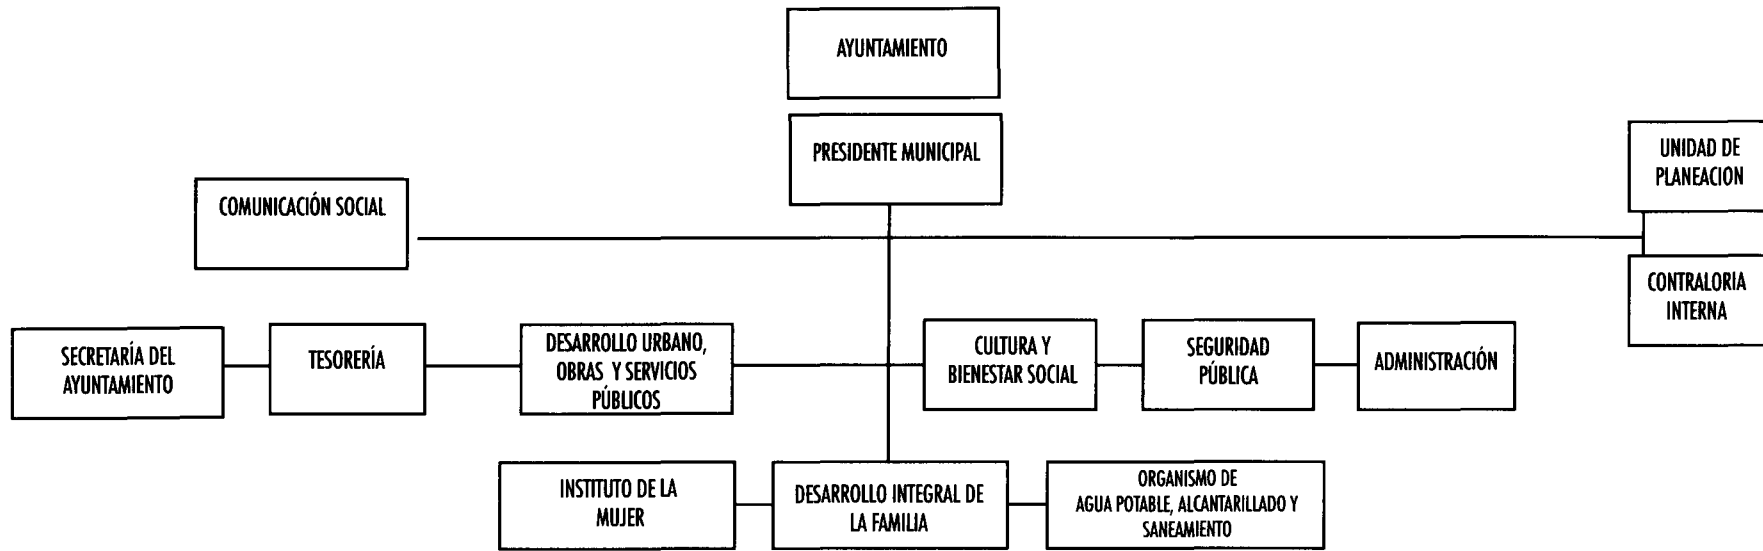 AYUNTAMIENTO
PRESIDENTE MUNICIPAL
UNIDAD DE
PLANEACION
COMUNICACIÓN SOCIAL
CONTRALORIA
INTERNA
SECRETARÍA DEL
AYUNTAMIENTO
TESORERÍA
DESARROLLO URBANO,
OBRAS Y SERVICIOS
PÚBLICOS
CULTURA Y
BIENESTAR SOCIAL
SEGURIDAD
PÚBLICA
ADMINISTRACIÓN
INSTITUTO DE LA
MUJER
DESARROLLO INTEGRAL DE
LA FAMILIA
ORGANISMO DE
AGUA POTABLE, ALCANTARILLADO Y
SANEAMIENTO